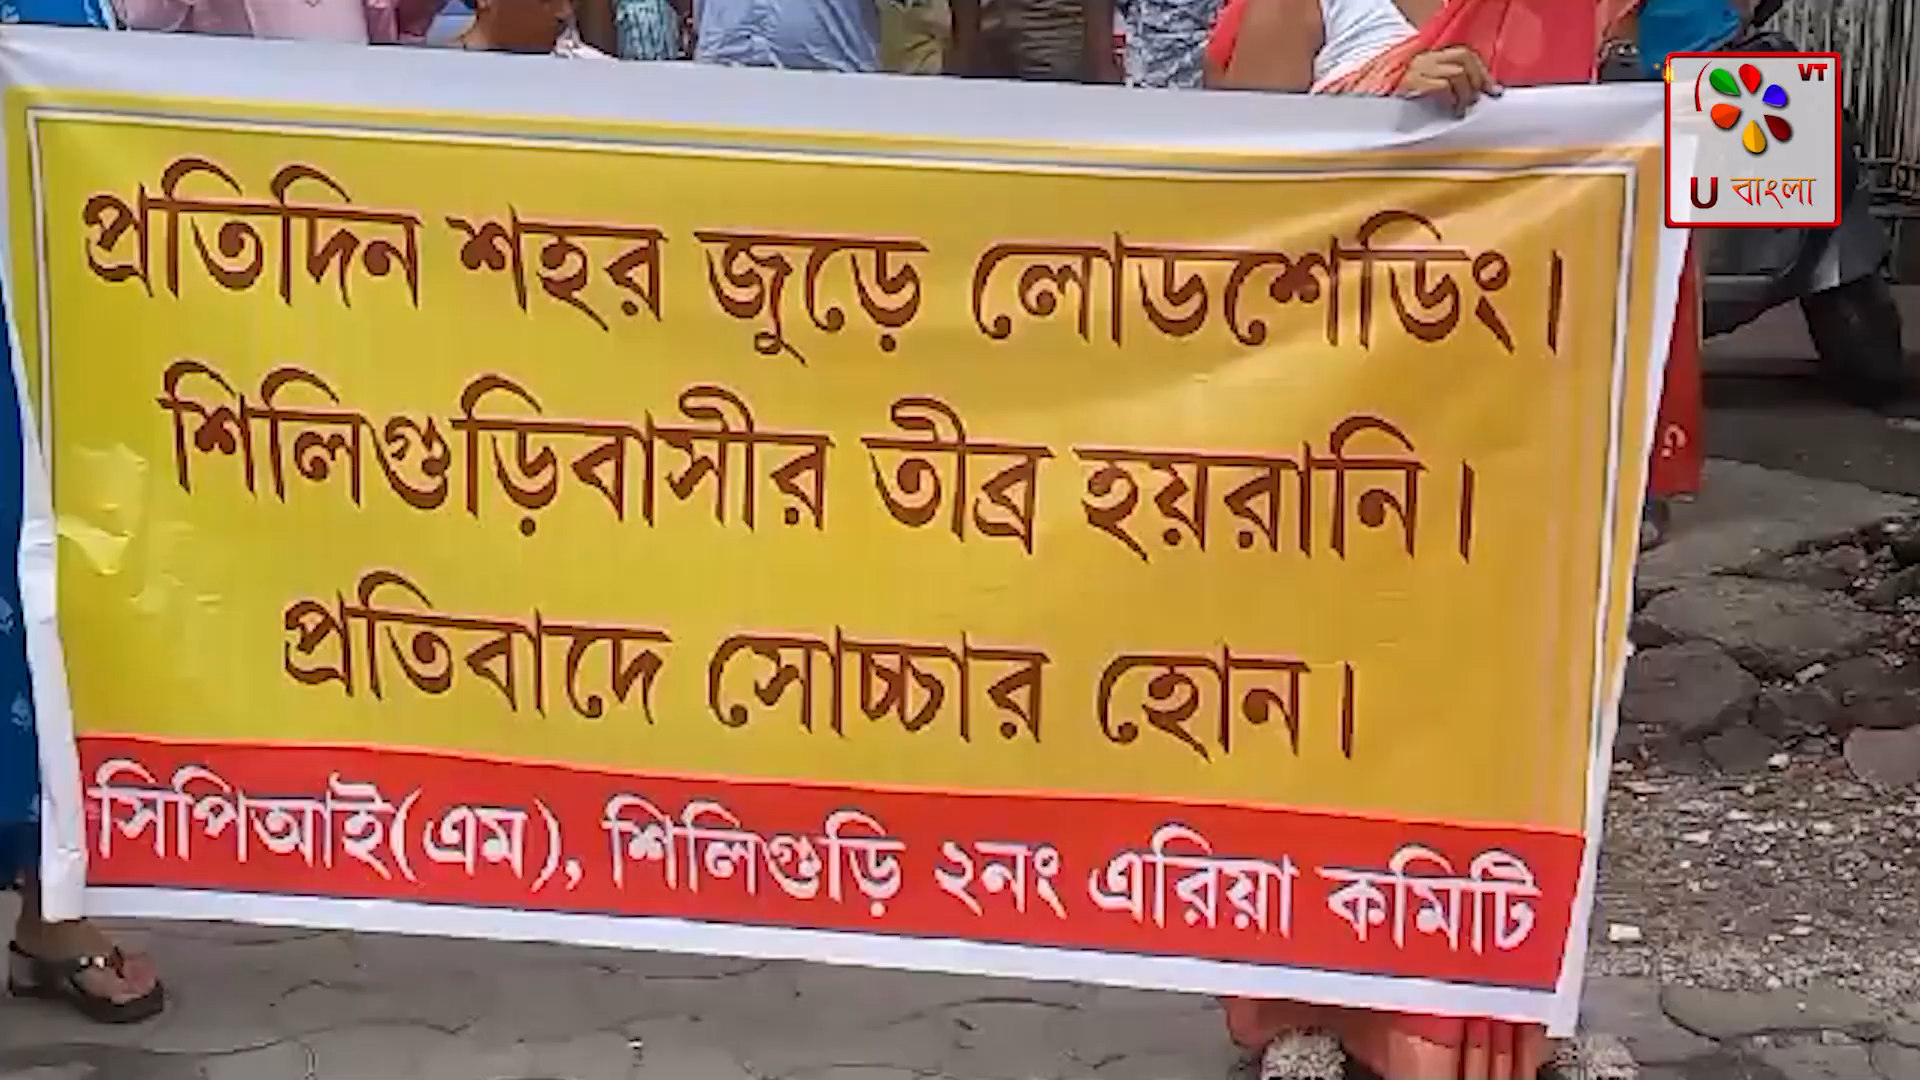 প্রতিদিন শহর জুড়ে লোডশেডিং।
শিলিগুড়িবাসীর তীব্র হয়রানি।
প্রতিবাদে সোচ্চার হোন।
সিপিআই(এম), শিলিগুড়ি ২নং এরিয়া কমিটি
VT
U বাংলা